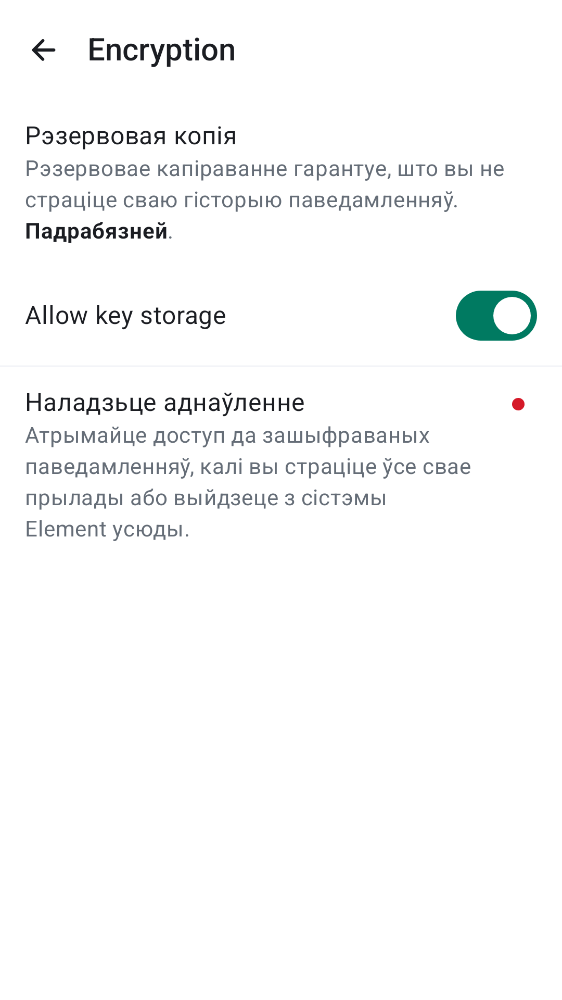 Encryption
Рэзервовая копія
Рэзервовае капіраванне гарантуе, што вы не
страціце сваю гісторыю паведамленняў.
Падрабязней.
Allow key storage
Наладзьце аднаўленне
Атрымайце доступ да зашыфраваных
паведамленняў, калі вы страціце ўсе свае
прылады або выйдзеце з сістэмы
Element усюды.